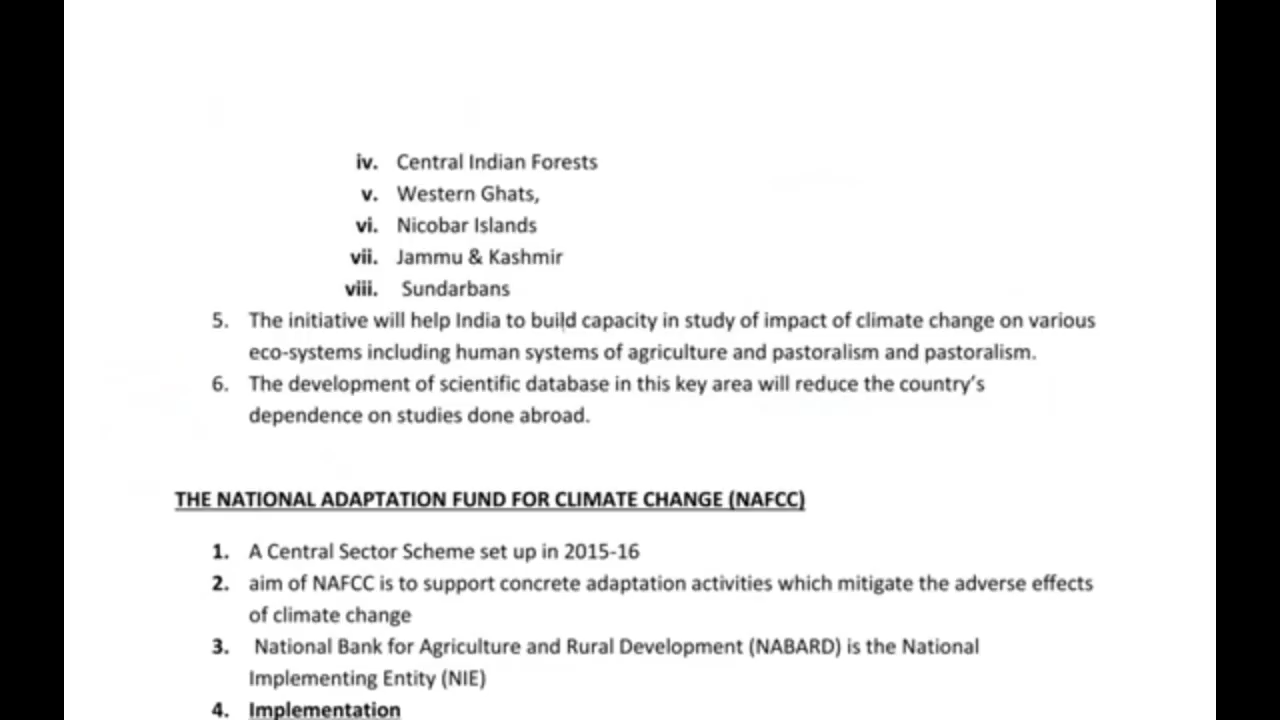 iv. Central Indian Forests
v. Western Ghats,
vi. Nicobar Islands
vii. Jammu & Kashmir
viii. Sundarbans
5. The initiative will help India to build capacity in study of impact of climate change on various
eco-systems including human systems of agriculture and pastoralism and pastoralism.
6. The development of scientific database in this key area will reduce the country’s
dependence on studies done abroad.
THE NATIONAL ADAPTATION FUND FOR CLIMATE CHANGE (NAFCC)
1. A Central Sector Scheme set up in 2015-16
2. aim of NAFCC is to support concrete adaptation activities which mitigate the adverse effects
of climate change
3. National Bank for Agriculture and Rural Development (NABARD) is the National
Implementing Entity (NIE)
4. Implementation